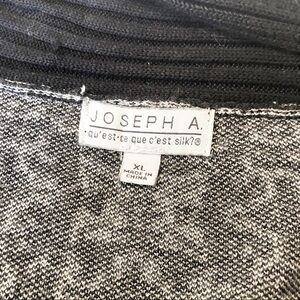 JOSEPH A.
qu'est-ce que c'est silk?®
XL
MADE IN
CHINA